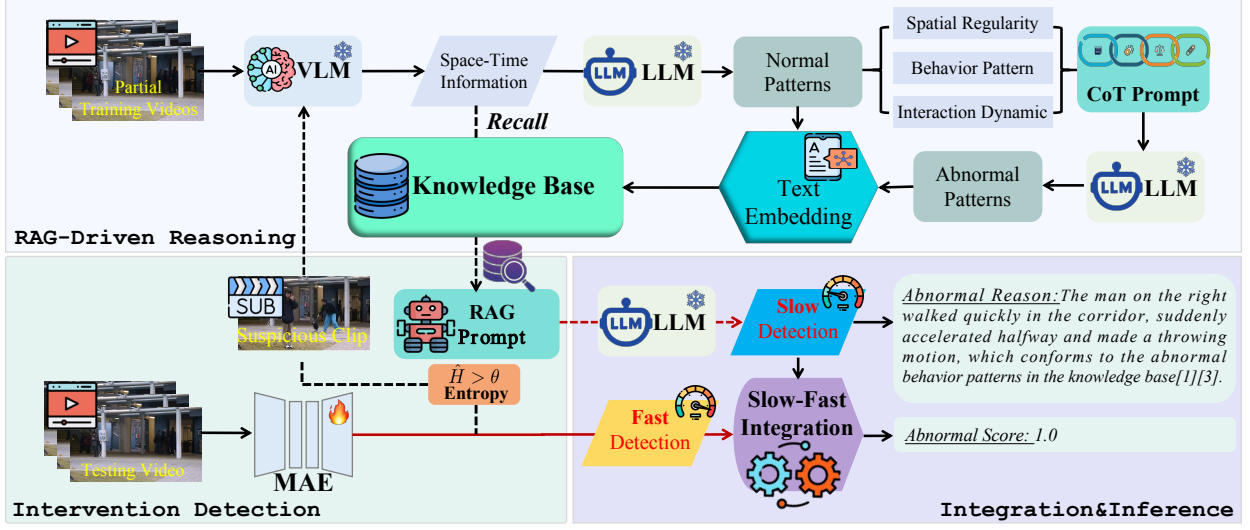 Partial
Training Videos
AI
VLM
Space-Time
Information
LLM
LLM
Normal
Patterns
Spatial Regularity
Behavior Pattern
Interaction Dynamic
CoT Prompt
Recall
Knowledge Base
A
Text
Embedding
Abnormal
Patterns
LLM
LLM
RAG-Driven Reasoning
SUB
Suspicious Clip
RAG
Prompt
LLM
LLM
Slow
Detection
Abnormal Reason:The man on the right
walked quickly in the corridor, suddenly
accelerated halfway and made a throwing
motion, which conforms to the abnormal
behavior patterns in the knowledge base[1][3].
Ĥ > θ
Entropy
Testing Video
MAE
Fast
Detection
Slow-Fast
Integration
Abnormal Score: 1.0
Intervention Detection
Integration&Inference